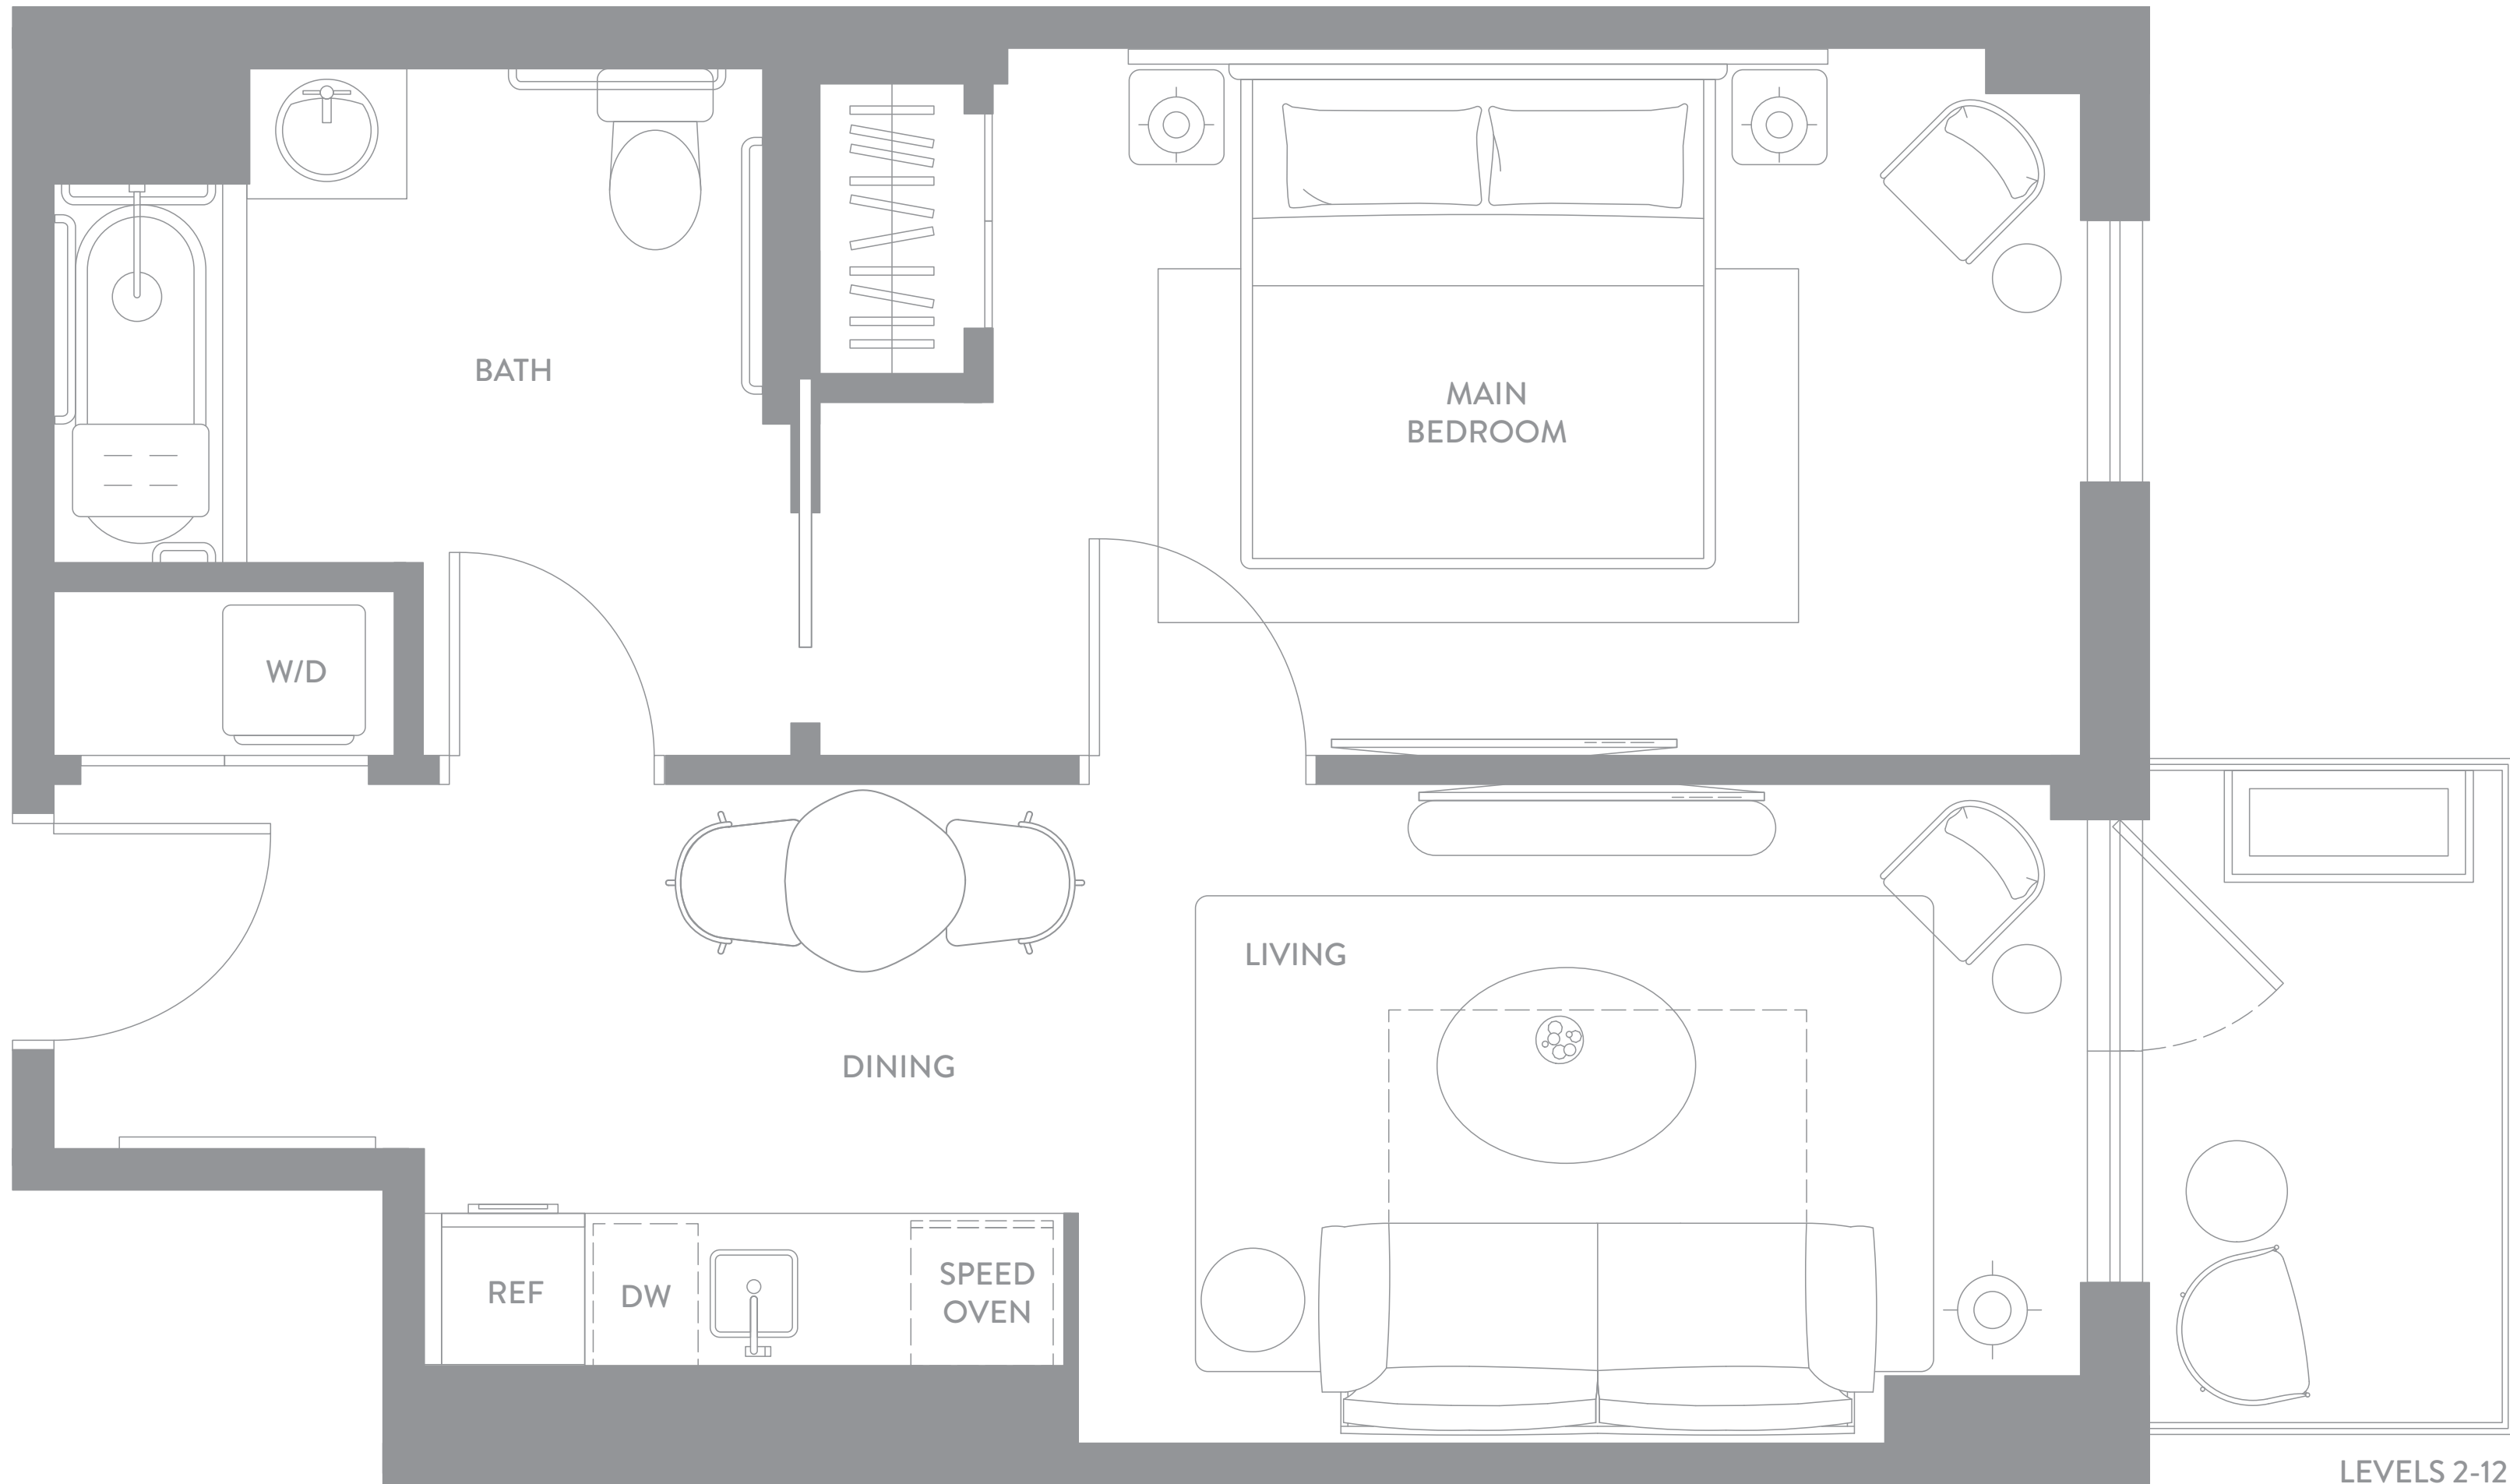 BATH
MAIN
BEDROOM
W/D
LIVING
DINING
REF
DW
SPEED
OVEN
LEVELS 2-12